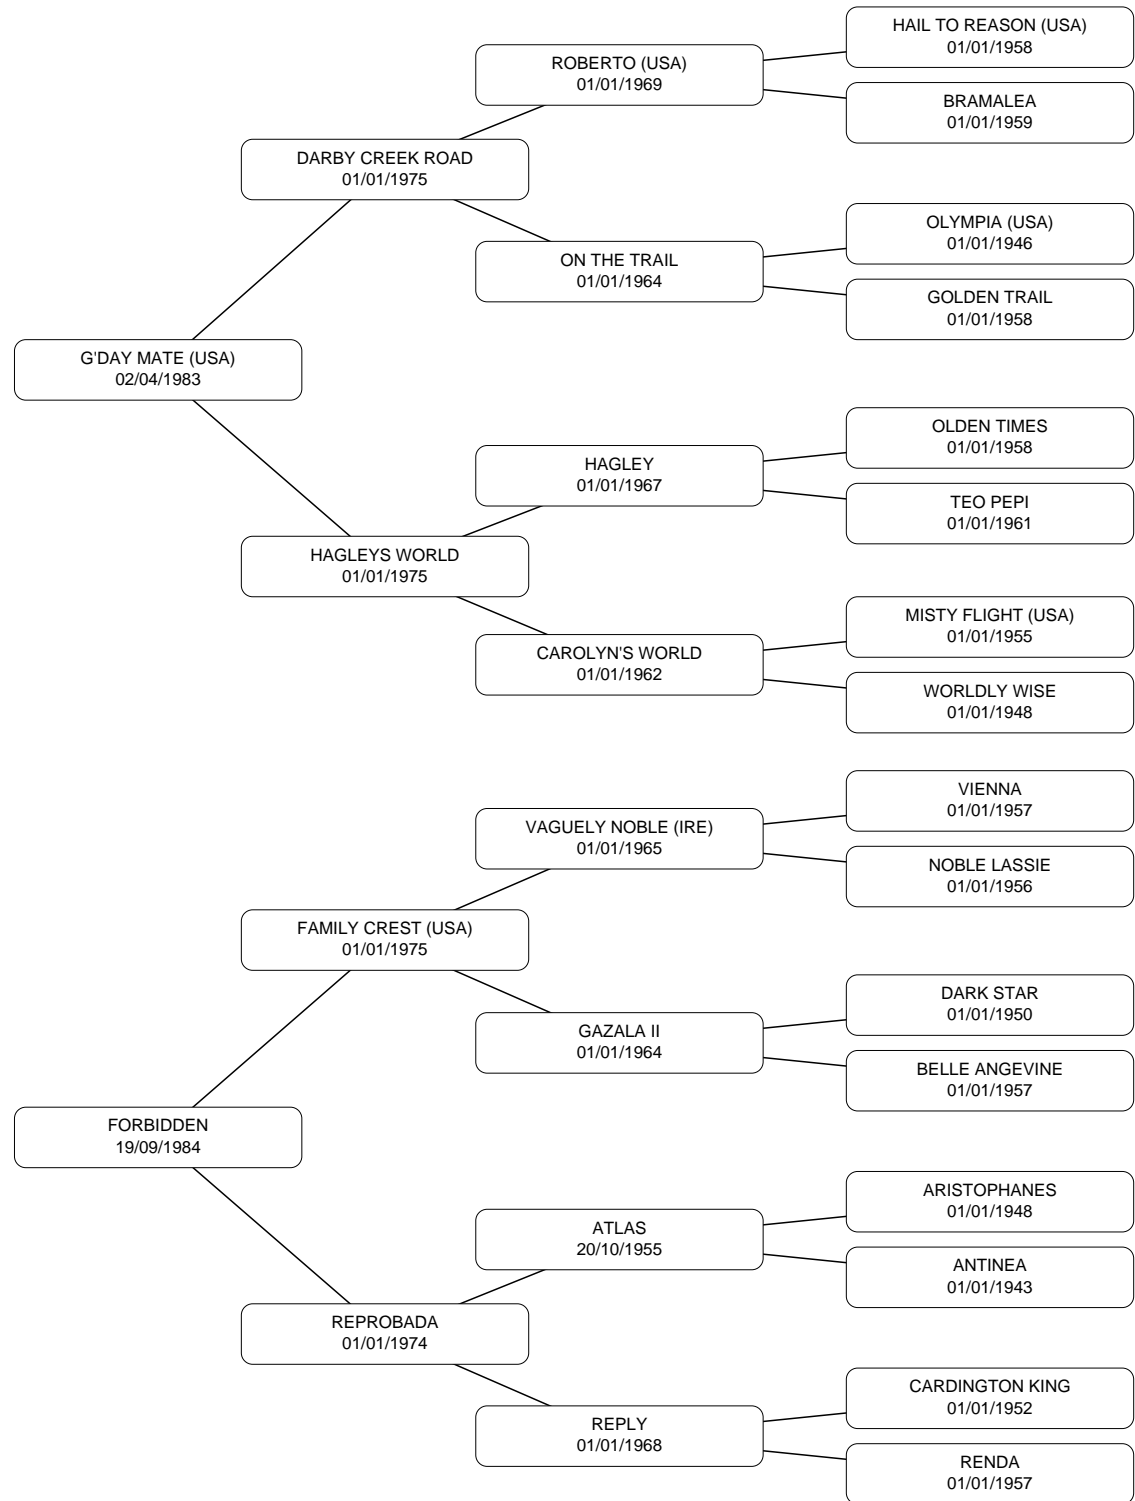 HAIL TO REASON (USA)
01/01/1958
ROBERTO (USA)
01/01/1969
BRAMALEA
01/01/1959
DARBY CREEK ROAD
01/01/1975
OLYMPIA (USA)
01/01/1946
ON THE TRAIL
01/01/1964
GOLDEN TRAIL
01/01/1958
G'DAY MATE (USA)
02/04/1983
OLDEN TIMES
01/01/1958
HAGLEY
01/01/1967
TEO PEPI
01/01/1961
HAGLEYS WORLD
01/01/1975
MISTY FLIGHT (USA)
01/01/1955
CAROLYN'S WORLD
01/01/1962
WORLDLY WISE
01/01/1948
VIENNA
01/01/1957
VAGUELY NOBLE (IRE)
01/01/1965
NOBLE LASSIE
01/01/1956
FAMILY CREST (USA)
01/01/1975
DARK STAR
01/01/1950
GAZALA II
01/01/1964
BELLE ANGEVINE
01/01/1957
FORBIDDEN
19/09/1984
ARISTOPHANES
01/01/1948
ATLAS
20/10/1955
ANTINEA
01/01/1943
REPROBADA
01/01/1974
CARDINGTON KING
01/01/1952
REPLY
01/01/1968
RENDA
01/01/1957